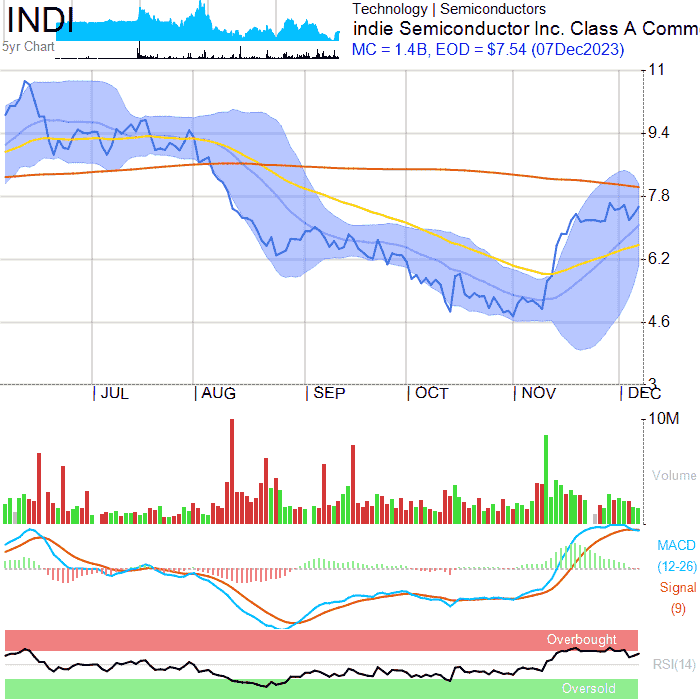 INDI
5yr Chart
Technology | Semiconductors
indie Semiconductor Inc. Class A Comm
MC = 1.4B, EOD = $7.54 (07Dec2023)
11
9.4
7.8
6.2
4.6
3
JUL AUG SEP OCT NOV DEC
10M
Volume
MACD
(12-26)
Signal
(9)
Overbought
RSI(14)
Oversold